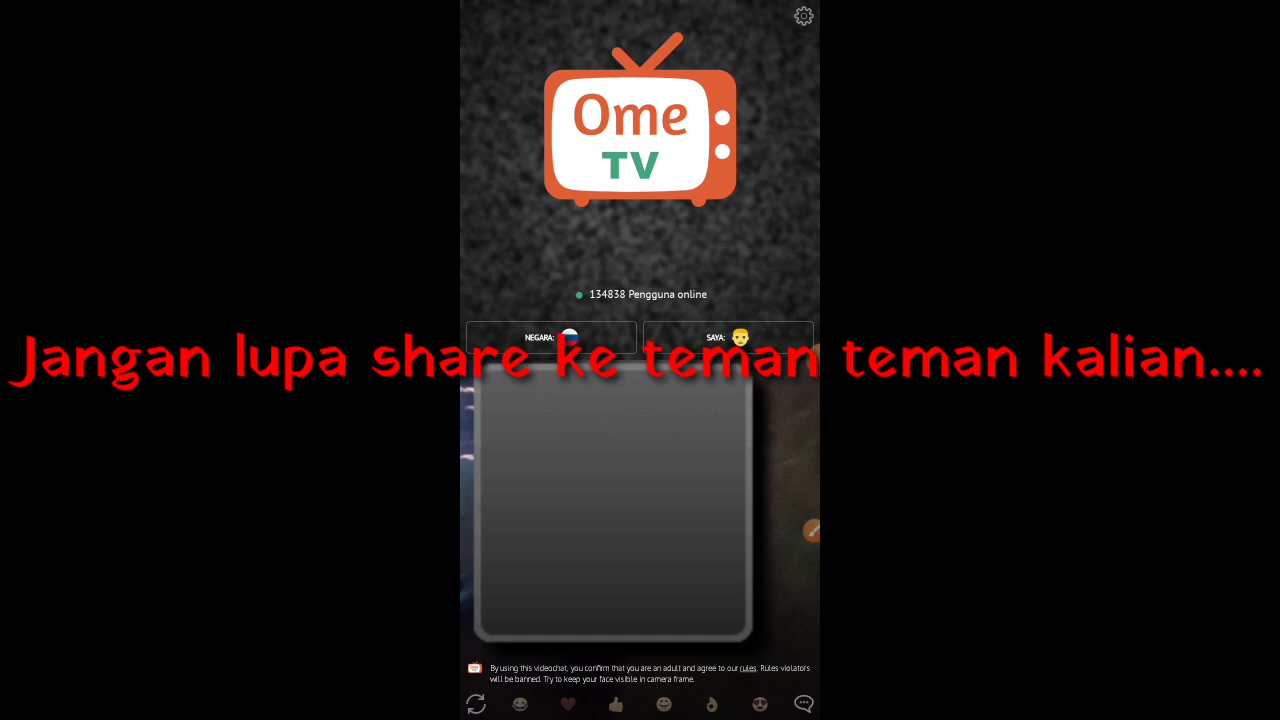 Ome
TV
134838 Pengguna online
NEGARA:
SAYA:
Jangan lupa share ke teman teman kalian....
By using this videochat, you confirm that you are an adult and agree to our rules. Rules violators
will be banned. Try to keep your face visible in camera frame.